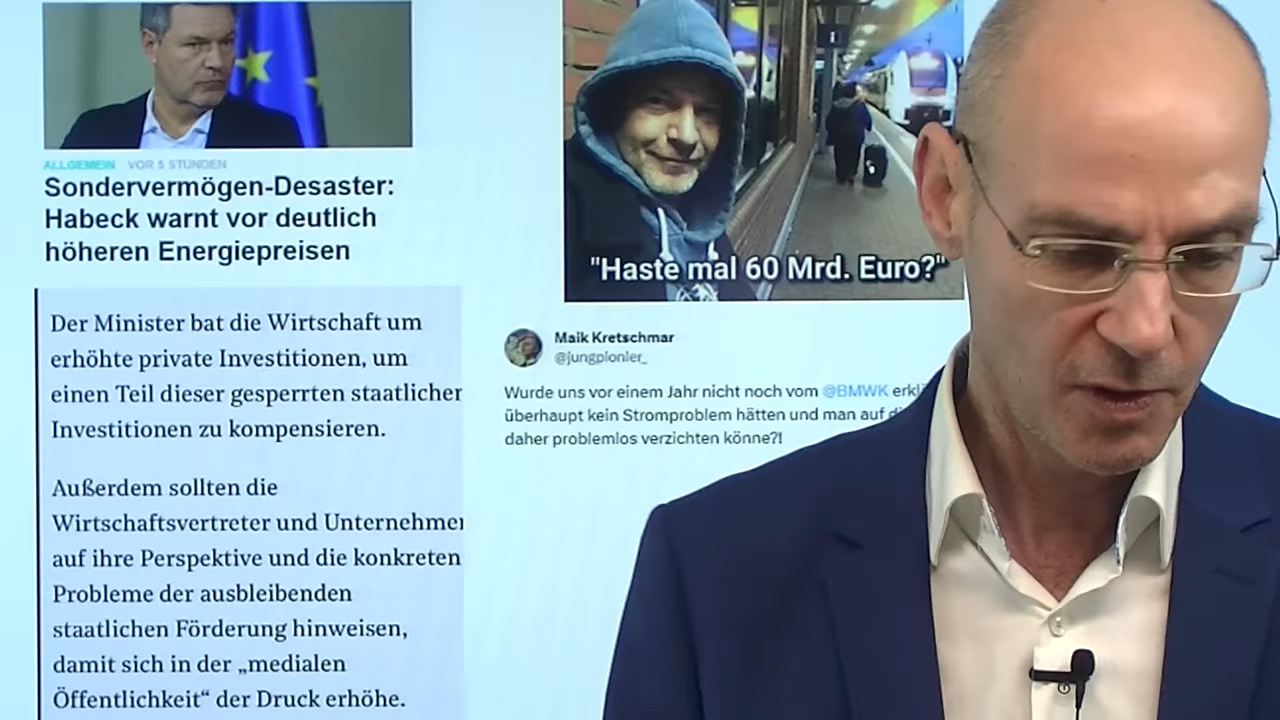 ALLGEMEIN VOR 5 STUNDEN
Sondervermögen-Desaster:
Habeck warnt vor deutlich
höheren Energiepreisen
Der Minister bat die Wirtschaft um
erhöhte private Investitionen, um
einen Teil dieser gesperrten staatlicher
Investitionen zu kompensieren.
Außerdem sollten die
Wirtschaftsvertreter und Unternehmer
auf ihre Perspektive und die konkreten
Probleme der ausbleibenden
staatlichen Förderung hinweisen,
damit sich in der „medialen
Öffentlichkeit“ der Druck erhöhe.
1
"Haste mal 60 Mrd. Euro?"
Maik Kretschmar
@jungpionier_
Wurde uns vor einem Jahr nicht noch vom @BMWK erkl
überhaupt kein Stromproblem hätten und man auf di
daher problemlos verzichten könne?!